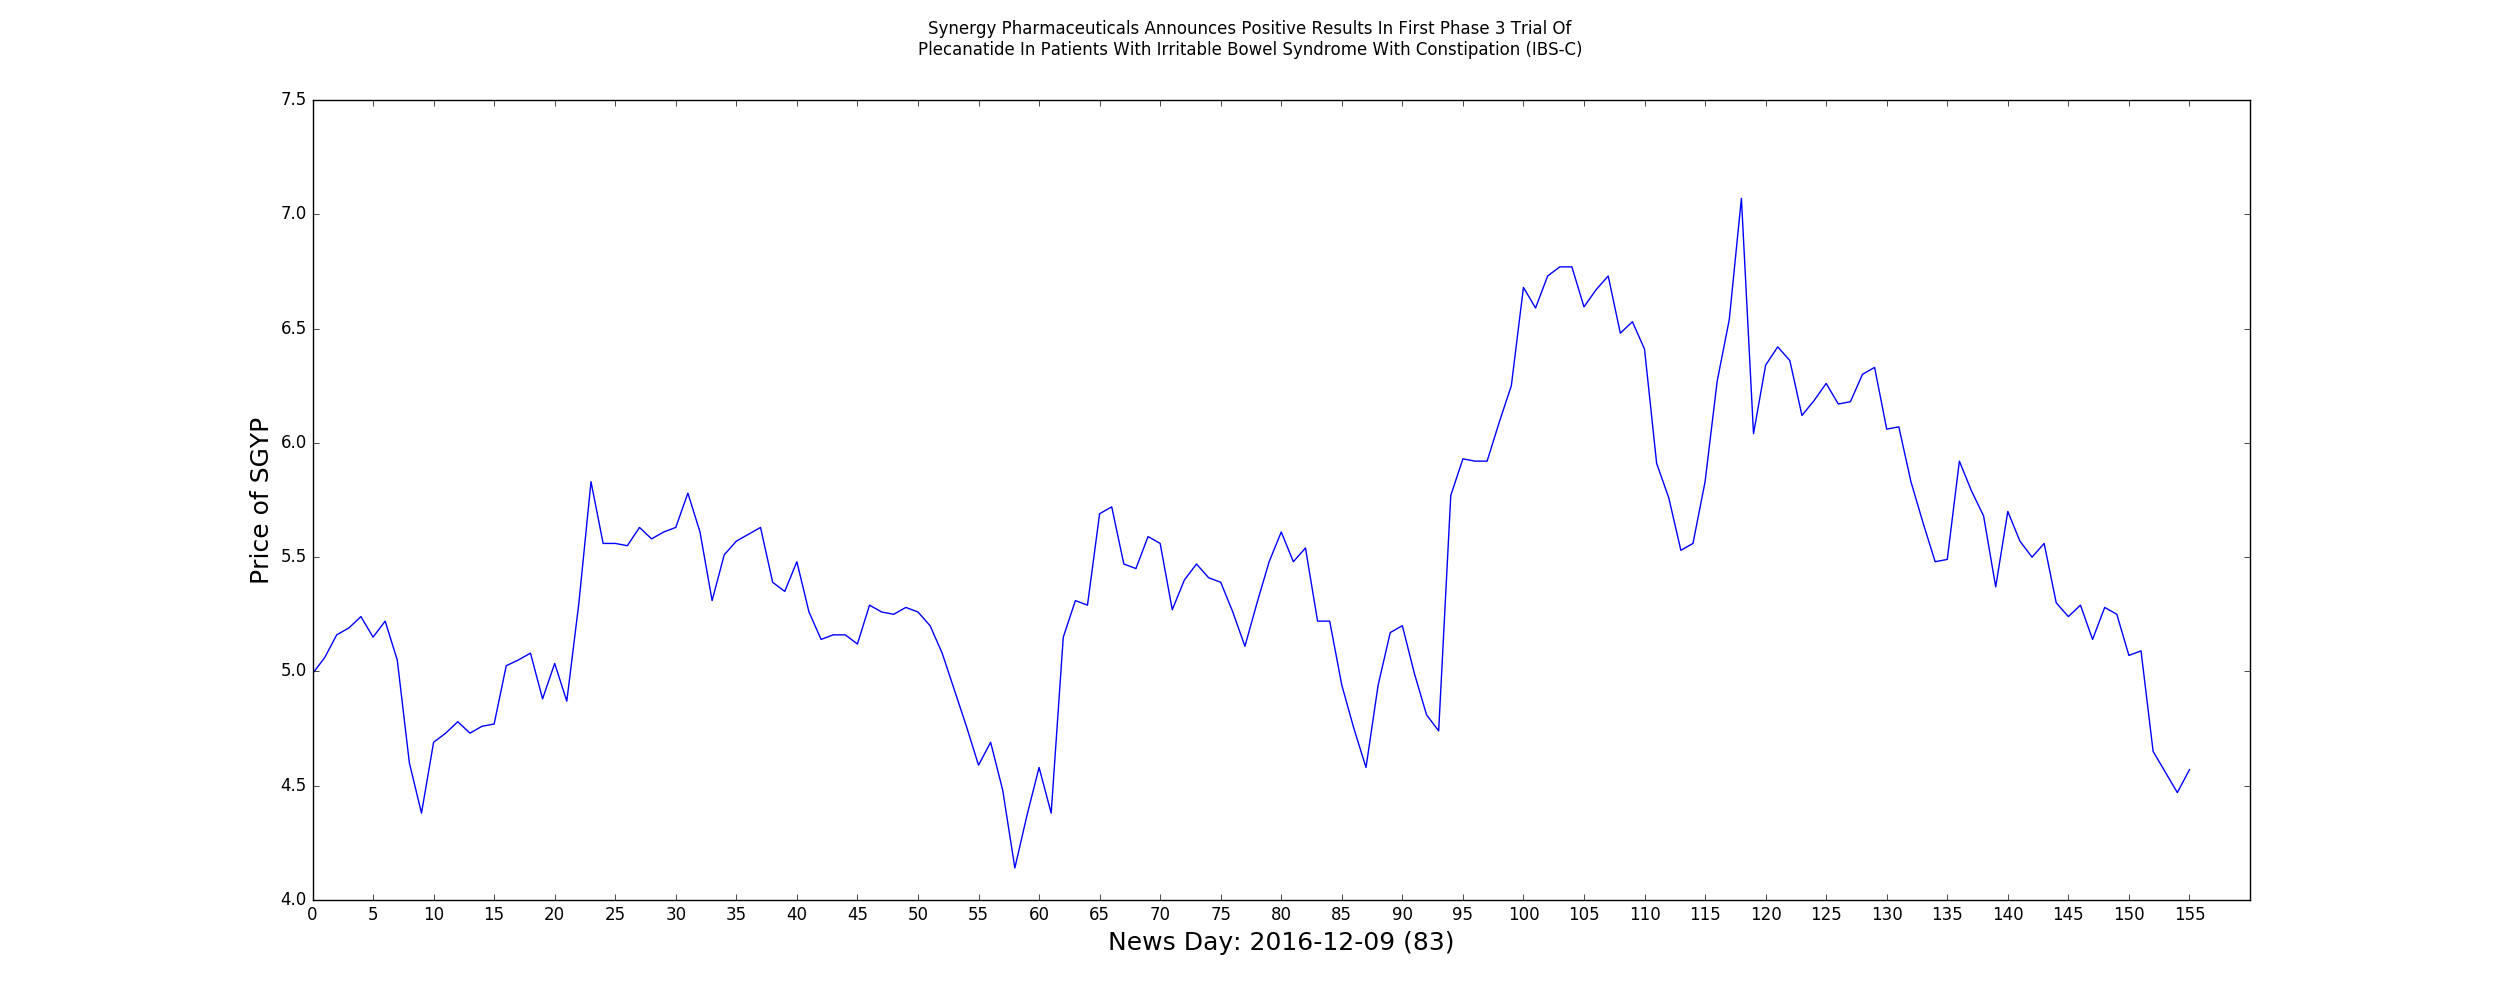 Synergy Pharmaceuticals Announces Positive Results In First Phase 3 Trial Of
Plecanatide In Patients With Irritable Bowel Syndrome With Constipation (IBS-C)
7.5
7.0
6.5
6.0
5.5
5.0
4.5
4.0
Price of SGYP
0 5 10 15 20 25 30 35 40 45 50 55 60 65 70 75 80 85 90 95 100 105 110 115 120 125 130 135 140 145 150 155
News Day: 2016-12-09 (83)